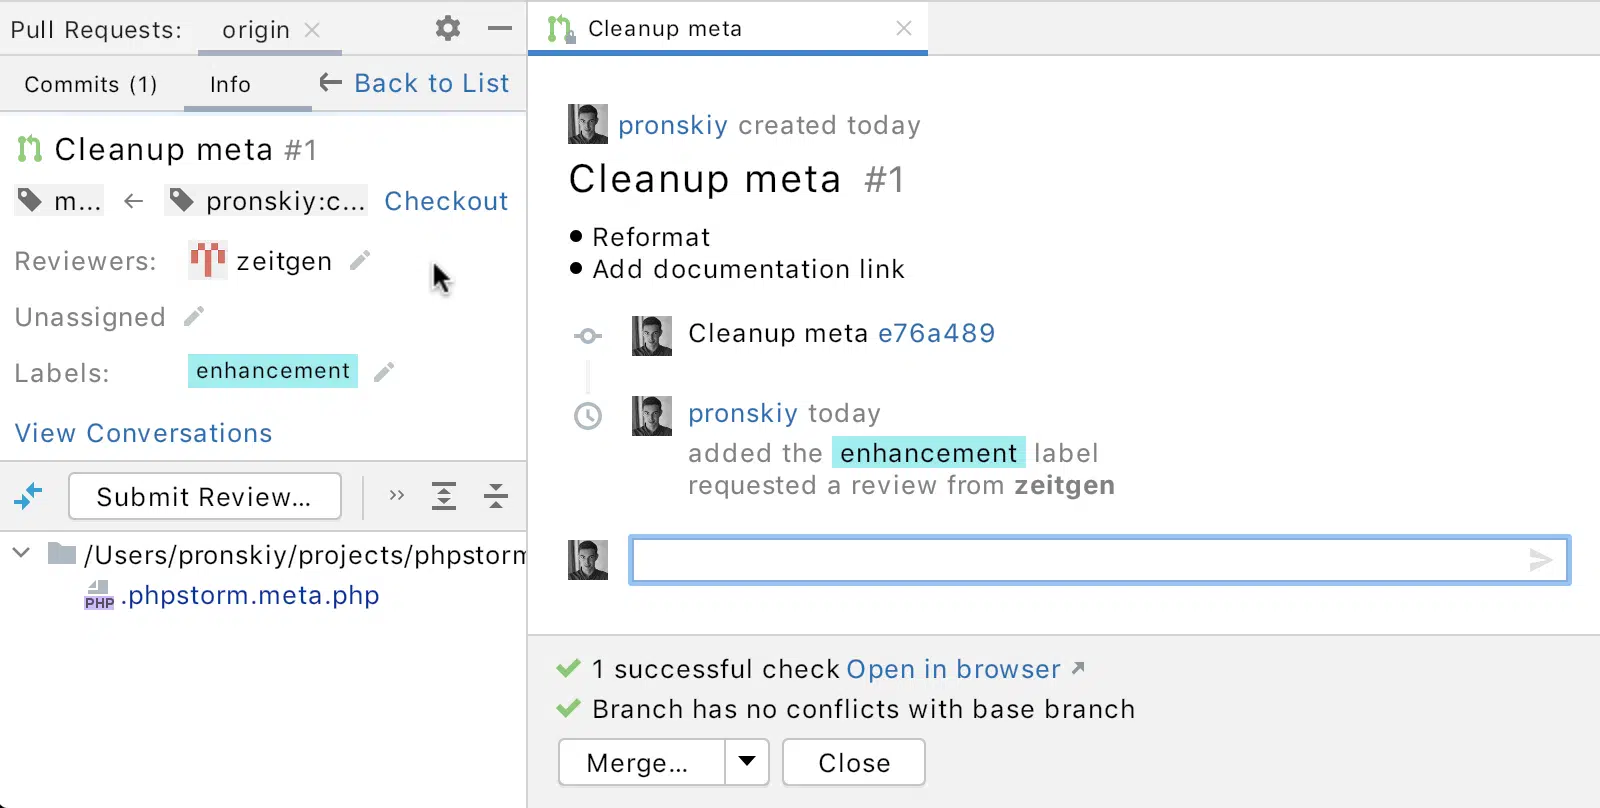 Pull Requests: origin
Commits (1) Info Back to List
Cleanup meta #1
m... pronskiy:c... Checkout
Reviewers: zeitgen
Unassigned
Labels: enhancement
View Conversations
Submit Review...
/Users/pronskiy/projects/phpstorm
PHP .phpstorm.meta.php
Cleanup meta
pronskiy created today
Cleanup meta #1
Reformat
Add documentation link
Cleanup meta e76a489
pronskiy today
added the enhancement label
requested a review from zeitgen
1 successful check Open in browser
Branch has no conflicts with base branch
Merge... Close